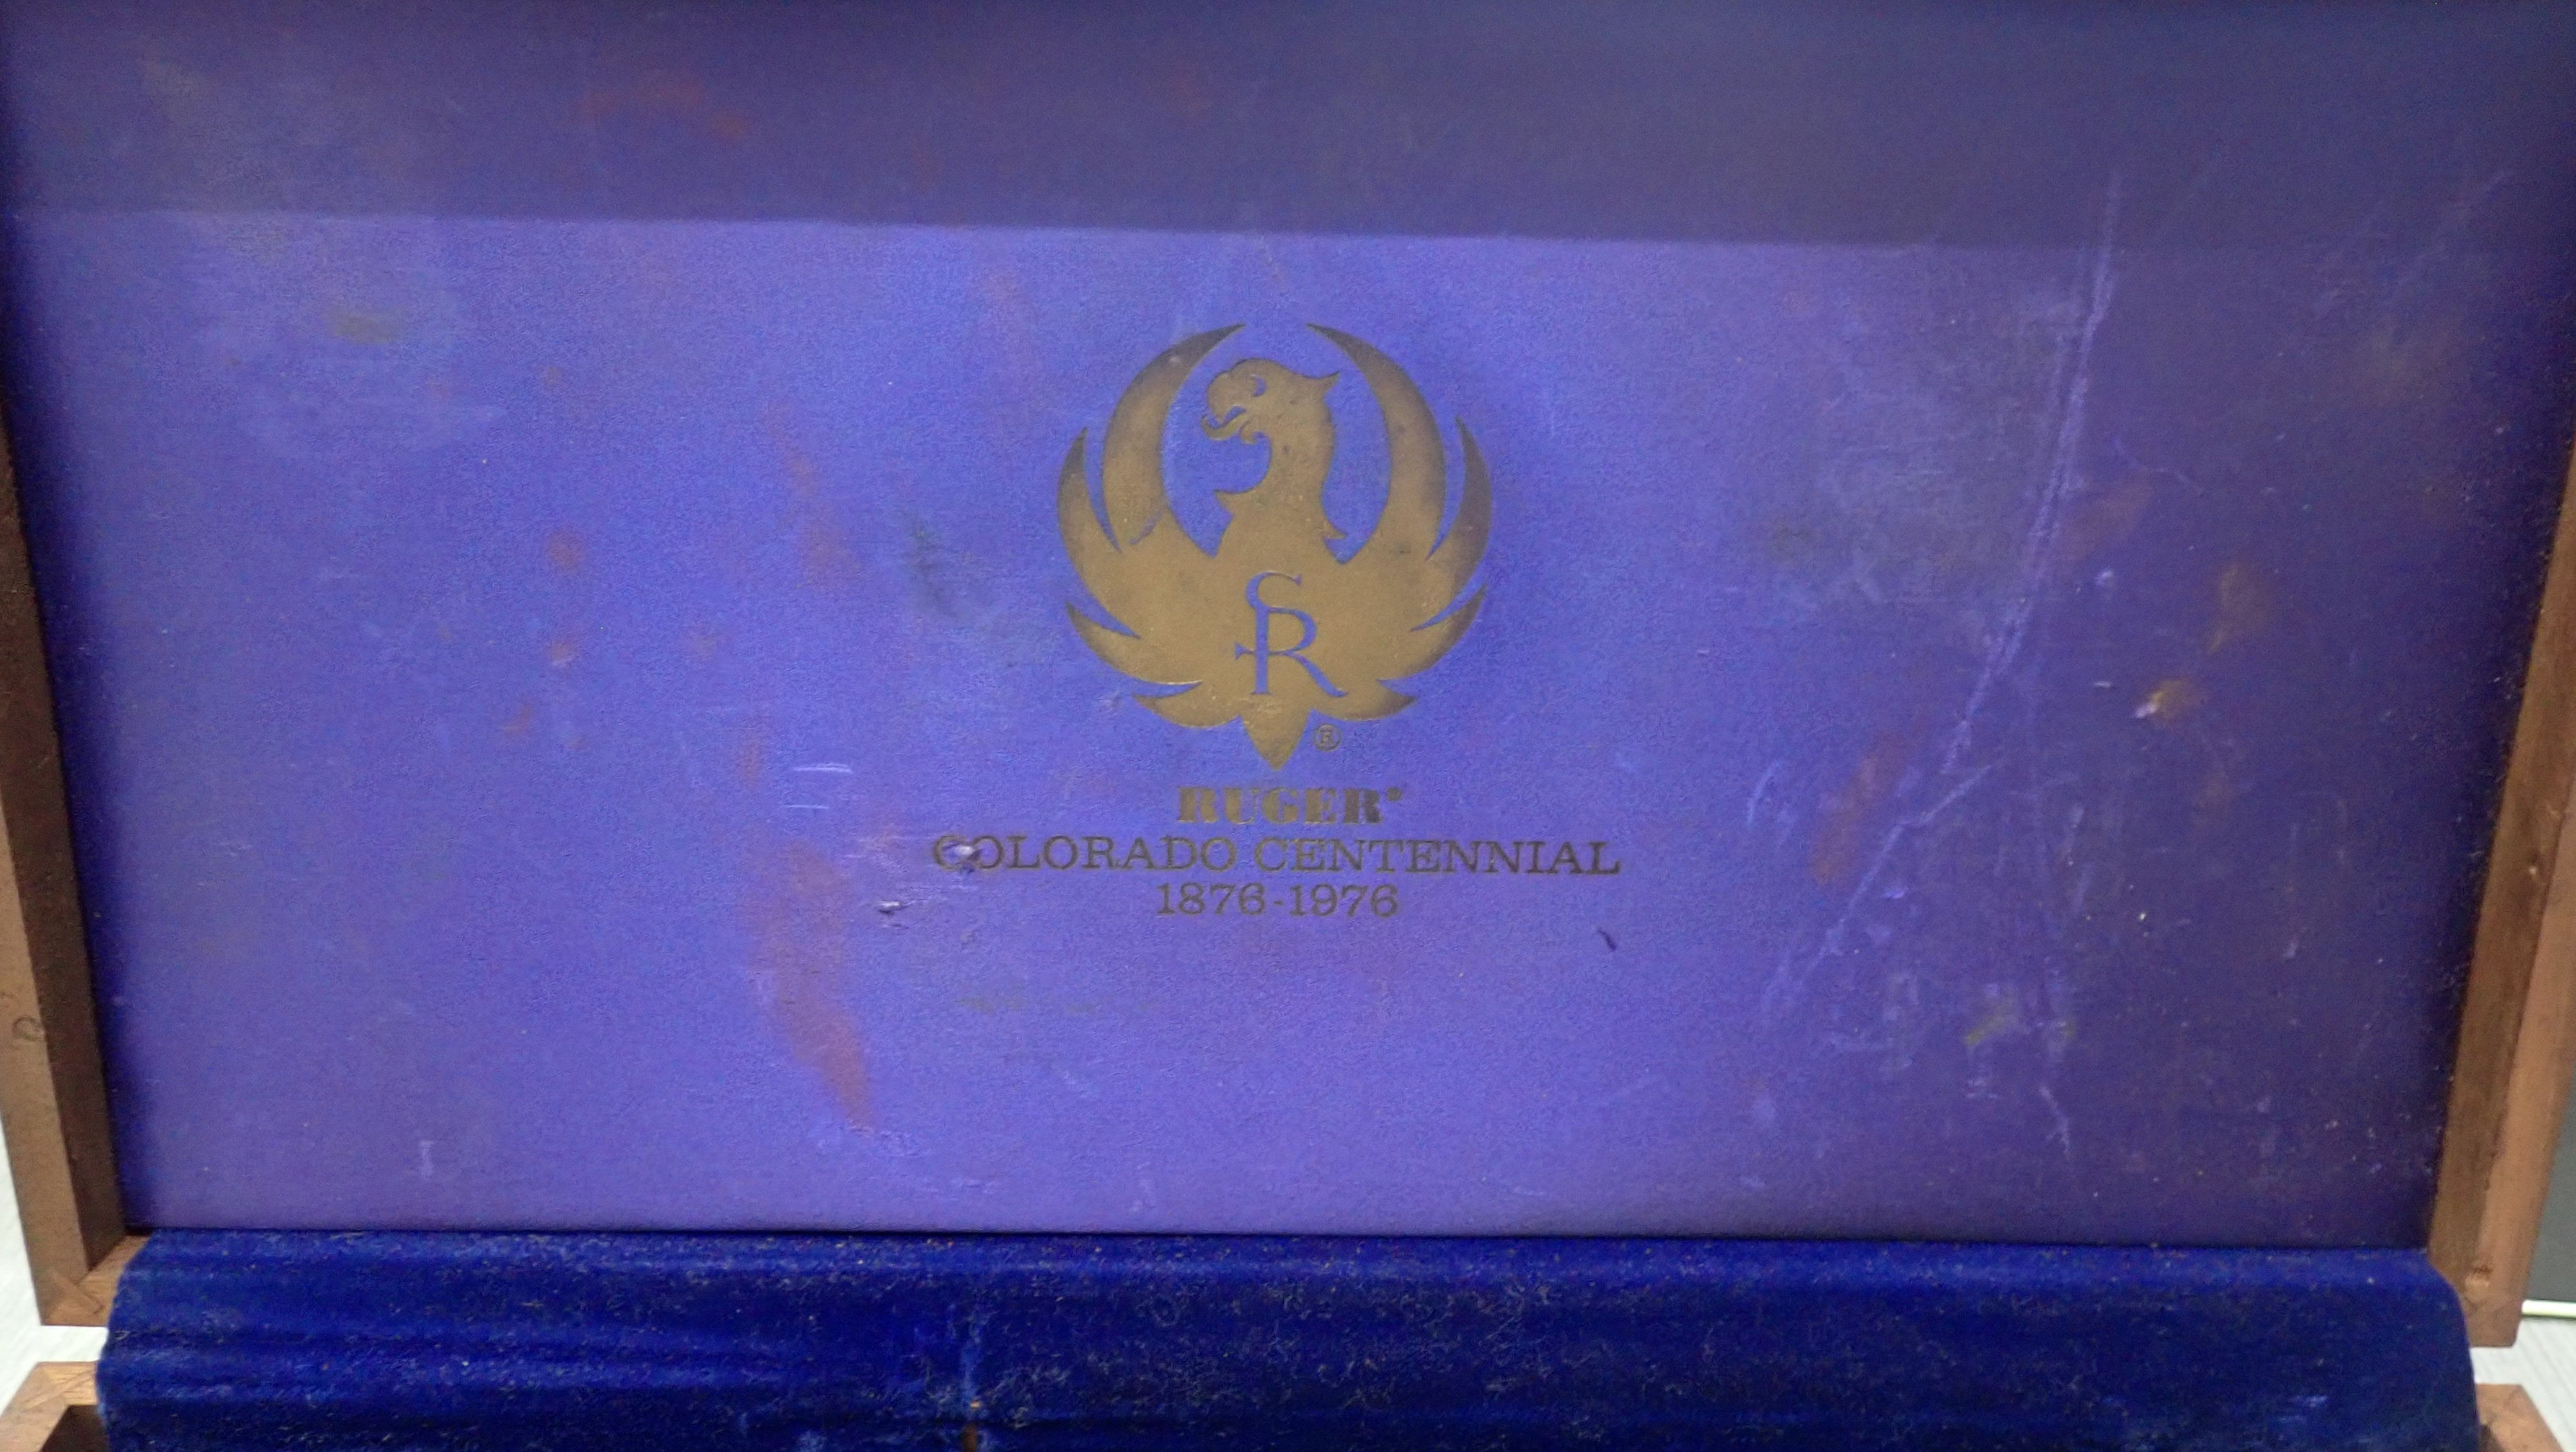 SR
®
RUGER®
COLORADO CENTENNIAL
1876-1976